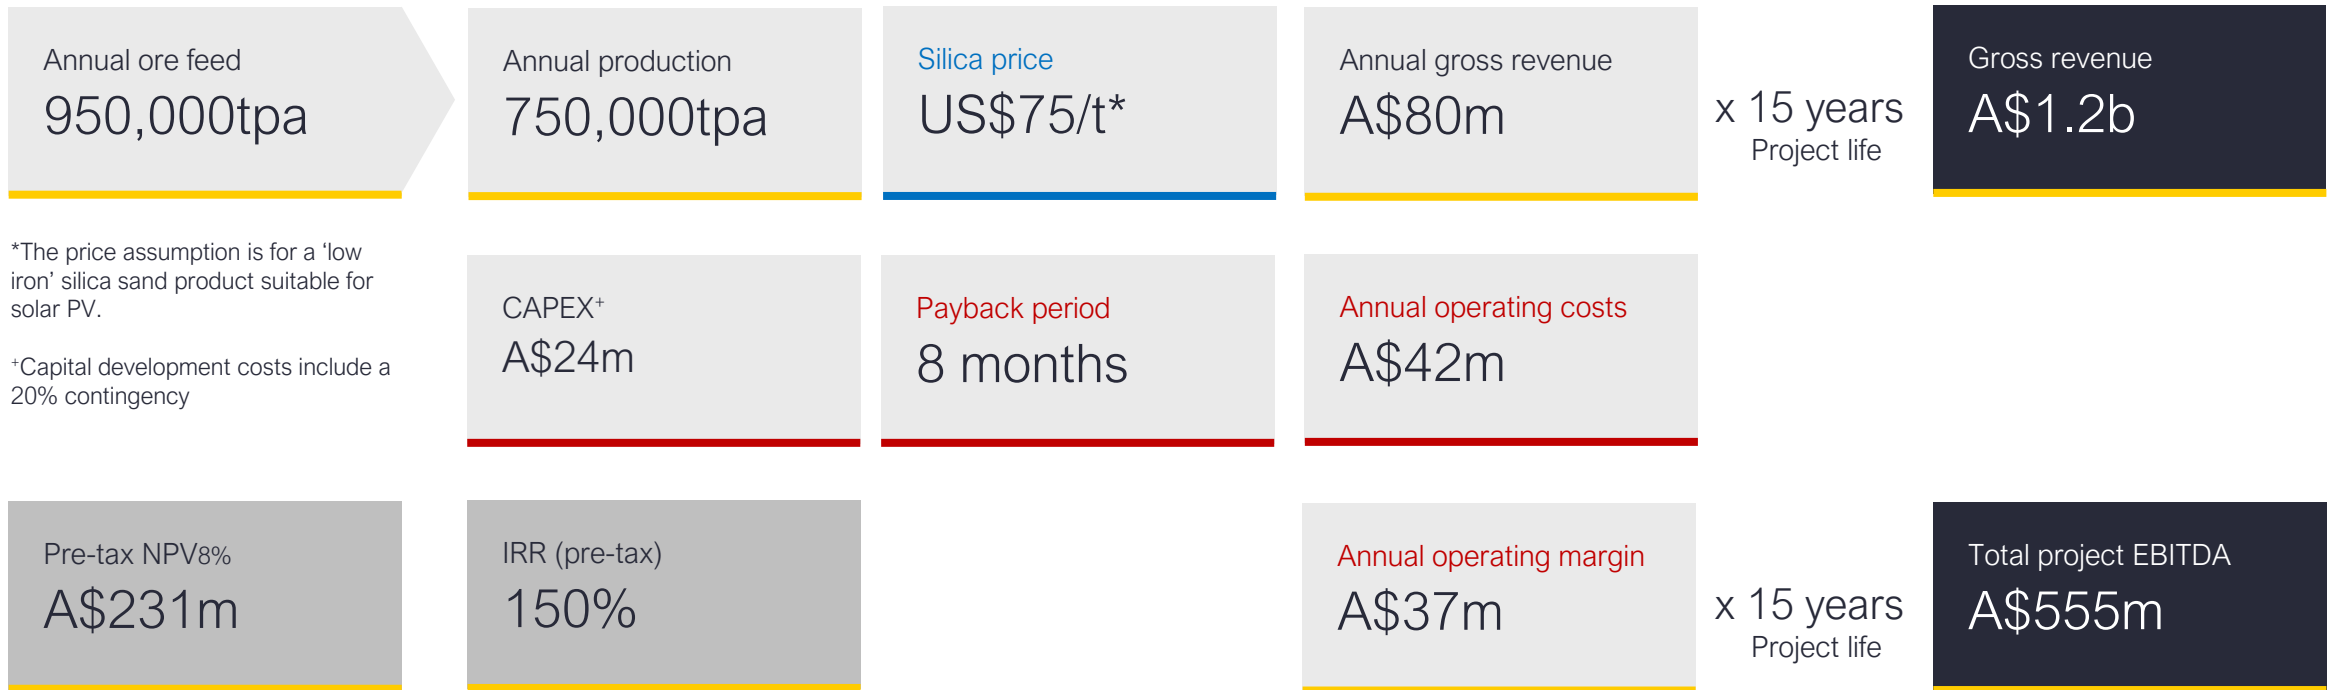 Annual ore feed
950,000tpa
Annual production
750,000tpa
Silica price
US$75/t*
Annual gross revenue
A$80m
x 15 years
Project life
Gross revenue
A$1.2b
*The price assumption is for a ‘low
iron’ silica sand product suitable for
solar PV.
+Capital development costs include a
20% contingency
CAPEX+
A$24m
Payback period
8 months
Annual operating costs
A$42m
Pre-tax NPV8%
A$231m
IRR (pre-tax)
150%
Annual operating margin
A$37m
x 15 years
Project life
Total project EBITDA
A$555m